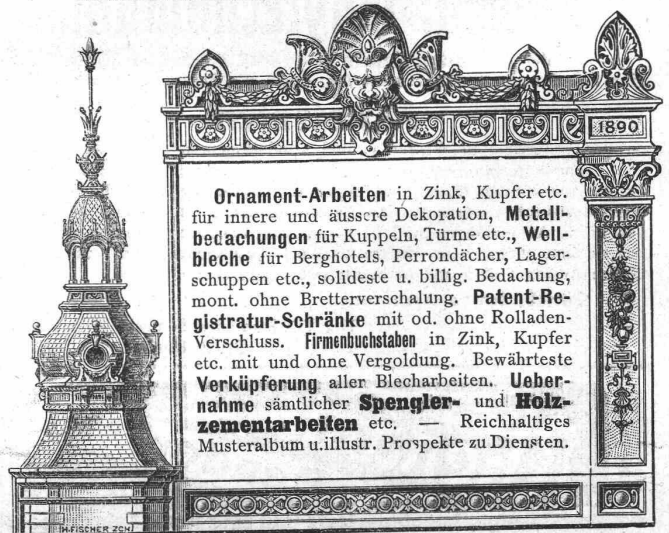 1890
Ornament-Arbeiten in Zink, Kupfer etc.
für innere und äussere Dekoration, Metall-
bedachungen für Kuppeln, Türme etc., Well-
bleche für Berghotels, Perrondächer, Lager-
schuppen etc., solideste u. billig. Bedachung,
mont. ohne Bretterverschalung. Patent-Re-
gistratur-Schränke mit od. ohne Rolladen-
Verschluss. Firmenbuchstaben in Zink, Kupfer
etc. mit und ohne Vergoldung. Bewährteste
Verküpferung aller Blecharbeiten. Ueber-
nahme sämtlicher Spengler- und Holz-
zementarbeiten etc. — Reichhaltiges
Musteralbum u. illustr. Prospekte zu Diensten.
H. FISCHER ZCH